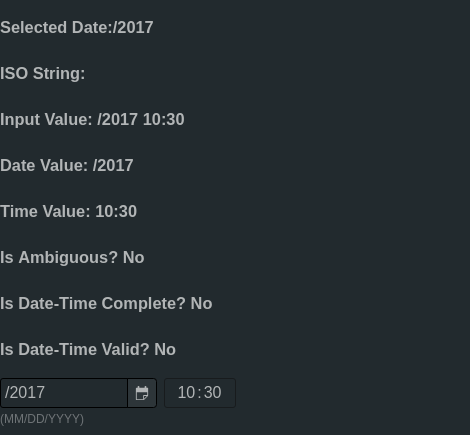 Selected Date:/2017
ISO String:
Input Value: /2017 10:30
Date Value: /2017
Time Value: 10:30
Is Ambiguous? No
Is Date-Time Complete? No
Is Date-Time Valid? No
/2017 10:30
(MM/DD/YYYY)